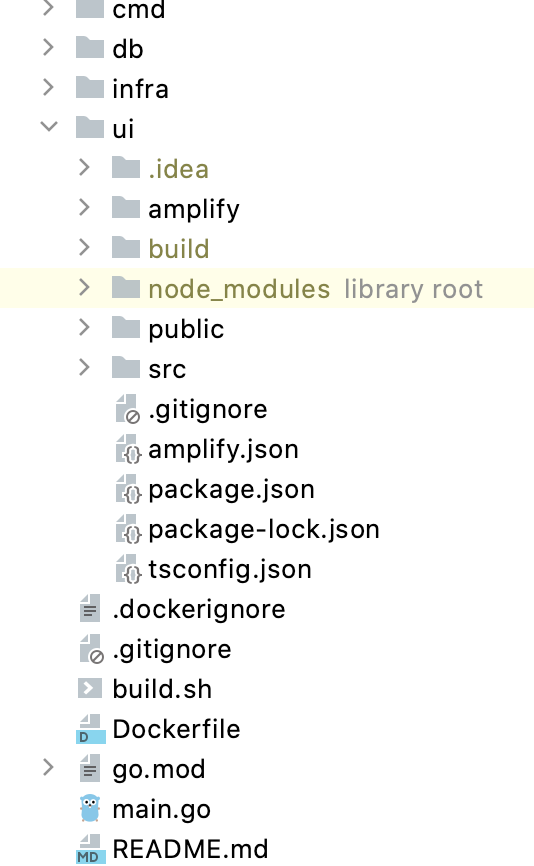 cmd
db
infra
ui
.idea
amplify
build
node_modules library root
public
src
.gitignore
{} amplify.json
{} package.json
{} package-lock.json
{} tsconfig.json
.dockerignore
.gitignore
build.sh
D Dockerfile
go.mod
main.go
MD README.md